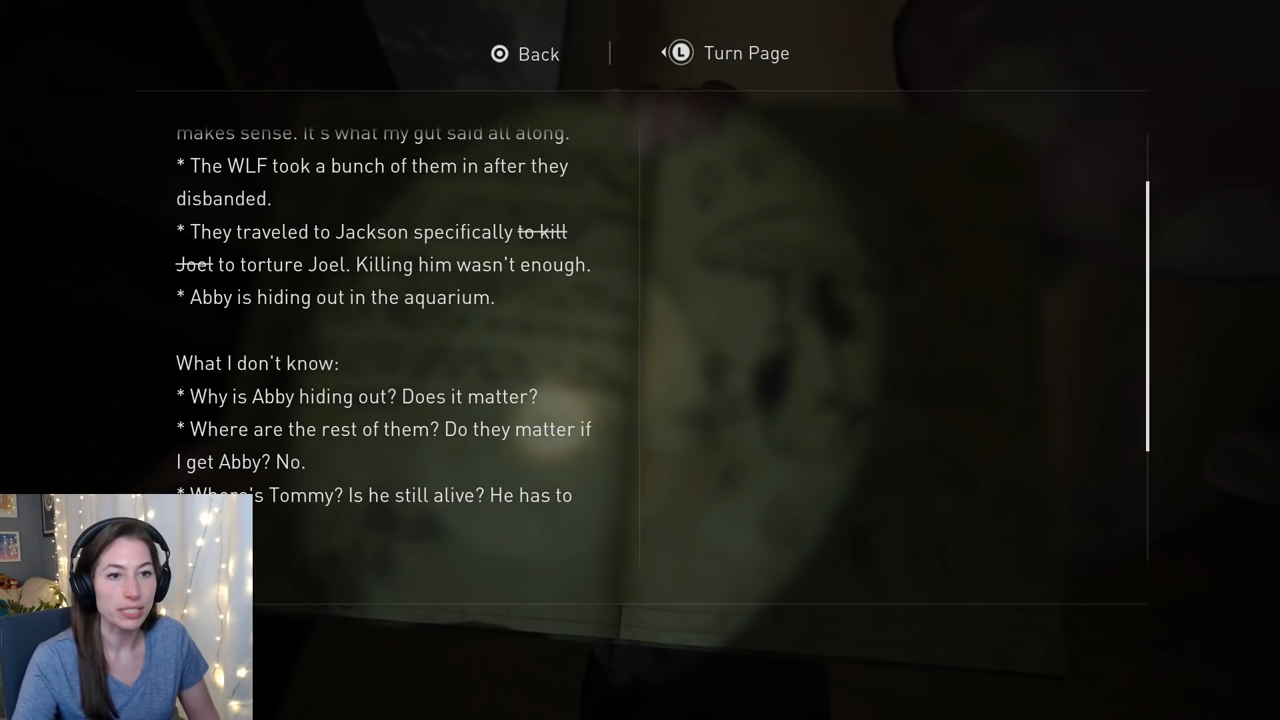 Back
L Turn Page
makes sense. It's what my gut said all along.
* The WLF took a bunch of them in after they
disbanded.
* They traveled to Jackson specifically to kill
Joel to torture Joel. Killing him wasn't enough.
* Abby is hiding out in the aquarium.
What I don't know:
* Why is Abby hiding out? Does it matter?
* Where are the rest of them? Do they matter if
I get Abby? No.
* Where's Tommy? Is he still alive? He has to